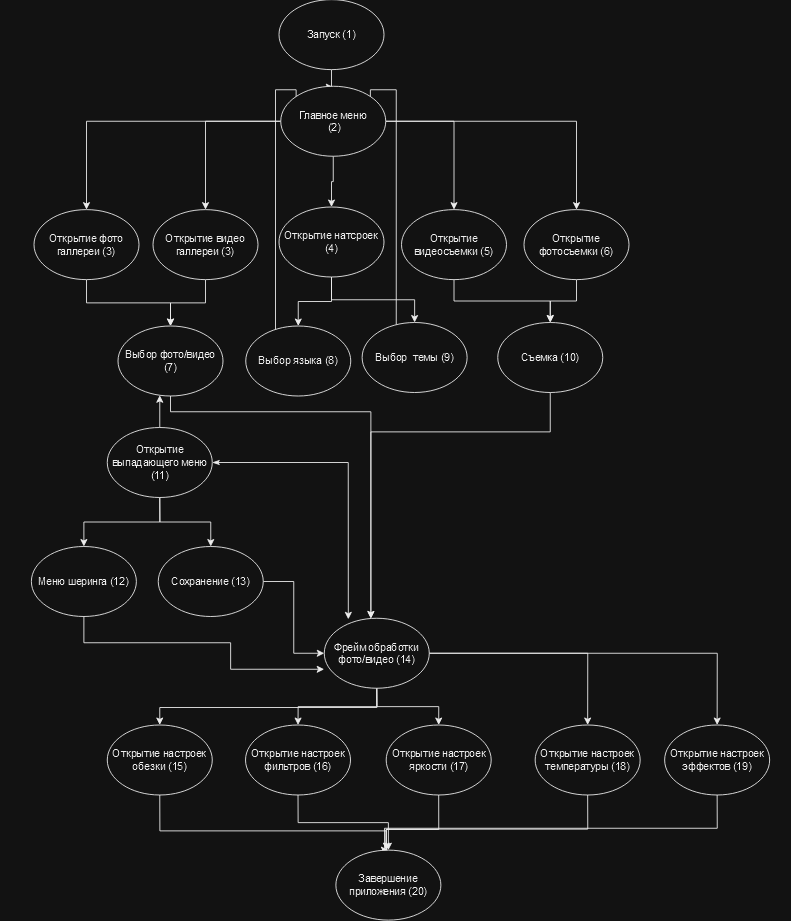 Запуск (1)
Главное меню
(2)
Открытие фото
галлереи (3)
Открытие видео
галлереи (3)
Открытие натсроек
(4)
Открытие
видеосъемки (5)
Открытие
фотосъемки (6)
Выбор фото/видео
(7)
Выбор языка (8)
Выбор темы (9)
Съемка (10)
Открытие
выпадающего меню
(11)
Меню шеринга (12)
Сохранение (13)
Фрейм обработки
фото/видео (14)
Открытие настроек
обезки (15)
Открытие настроек
фильтров (16)
Открытие настроек
яркости (17)
Открытие настроек
температуры (18)
Открытие настроек
эффектов (19)
Завершение
приложения (20)